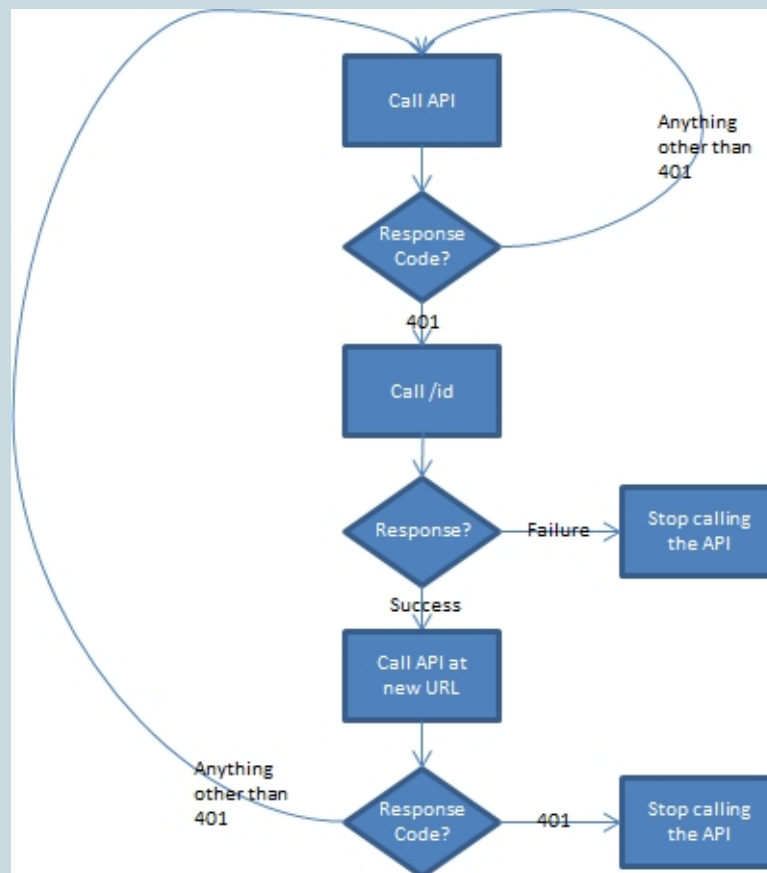 Call API
Anything
other than
401
Response
Code?
401
Call /id
Response?
Failure
Stop calling
the API
Success
Call API at
new URL
Anything
other than
401
Response
Code?
401
Stop calling
the API